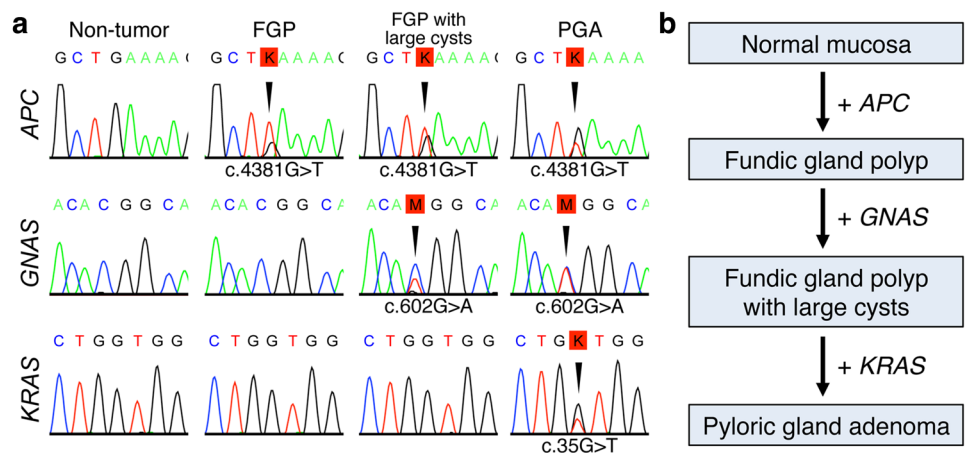 a
Non-tumor FGP FGP with large cysts PGA
G C T G A A A A G G C T K A A A A G G C T K A A A A G G C T K A A A A
APC
c.4381G>T c.4381G>T c.4381G>T
A C A C G G C A A C A C G G C A A C A M G G C A A C A M G G C A
GNAS
c.602G>A c.602G>A
C T G G T G G C T G G T G G C T G G T G G C T G K T G G
KRAS
c.35G>T
b
Normal mucosa
+ APC
Fundic gland polyp
+ GNAS
Fundic gland polyp
with large cysts
+ KRAS
Pyloric gland adenoma